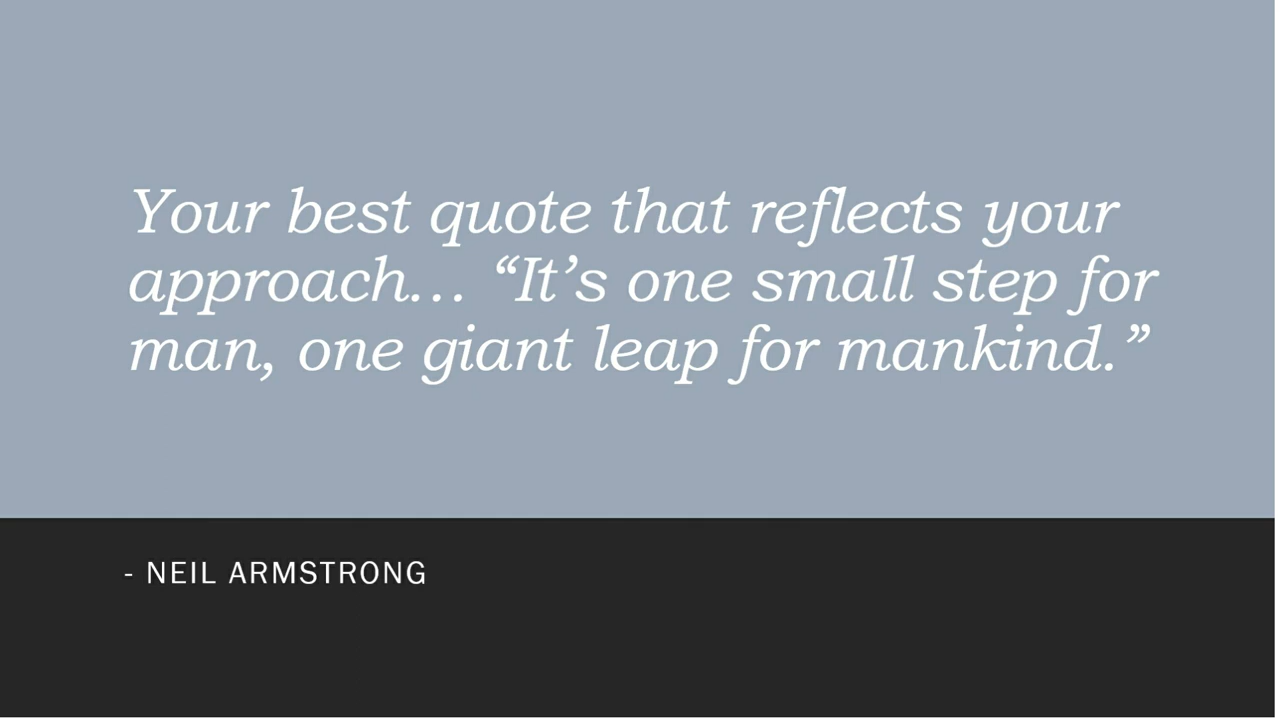 Your best quote that reflects your
approach… “It’s one small step for
man, one giant leap for mankind.”
- NEIL ARMSTRONG